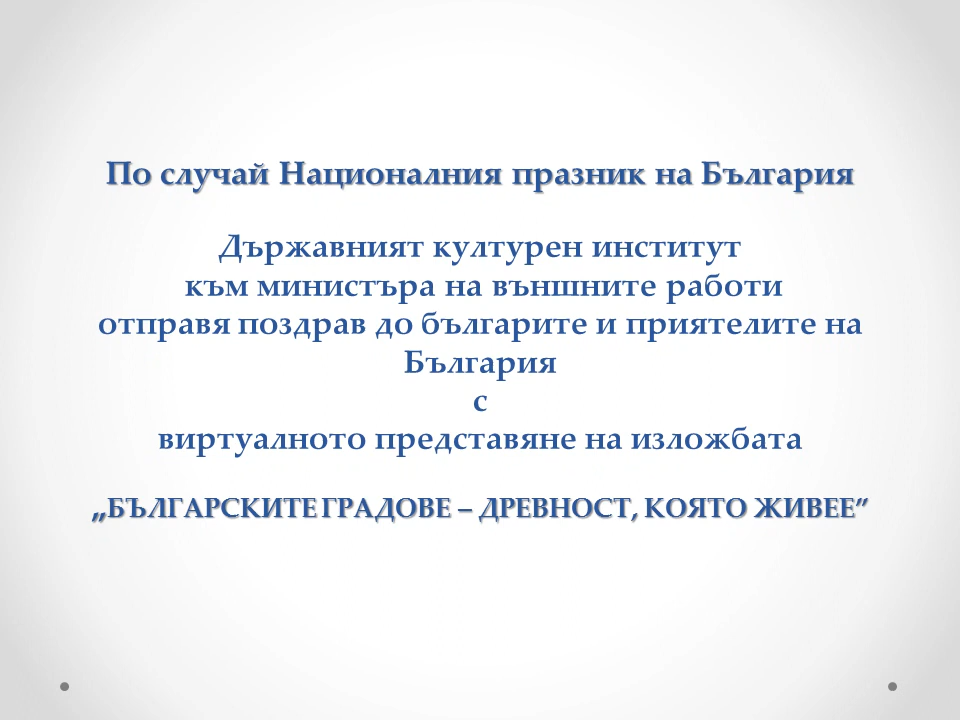 По случай Националния празник на България
Държавният културен институт
към министъра на външните работи
отправя поздрав до българите и приятелите на
България
с
виртуалното представяне на изложбата
„БЪЛГАРСКИТЕ ГРАДОВЕ – ДРЕВНОСТ, КОЯТО ЖИВЕЕ”